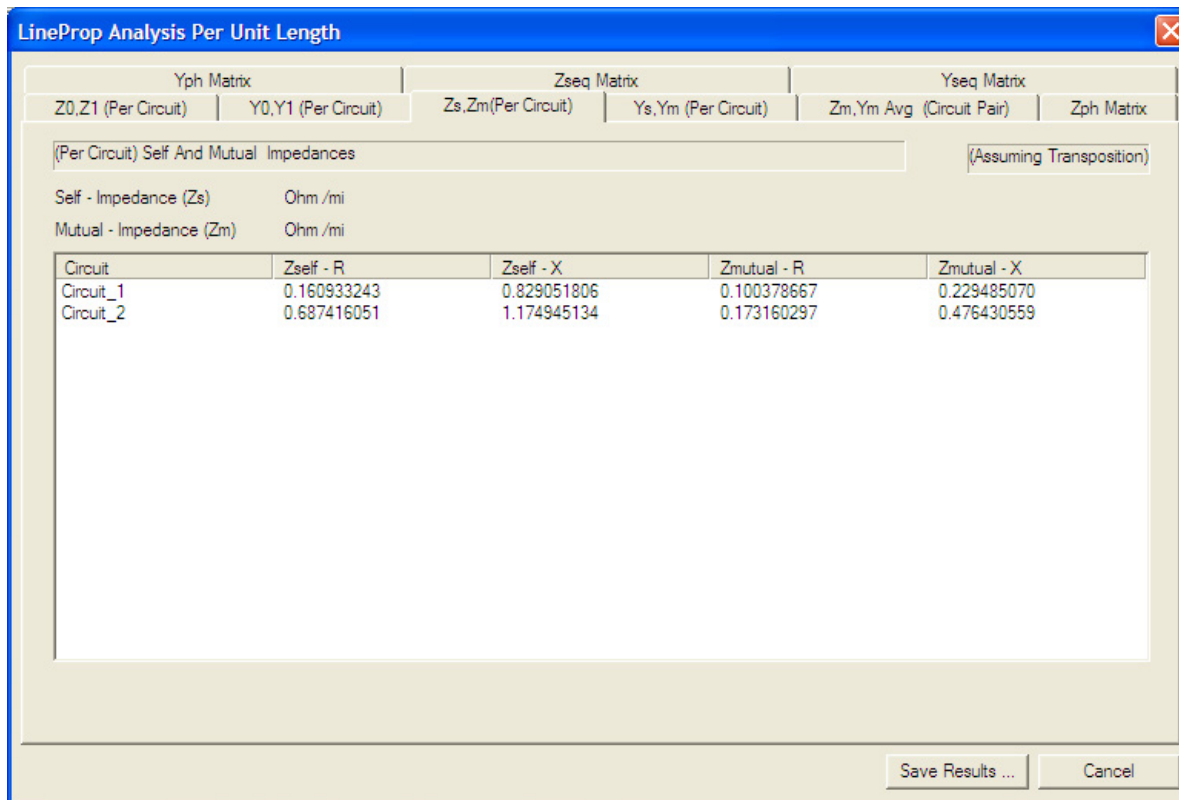 LineProp Analysis Per Unit Length
Yph Matrix Zseq Matrix Yseq Matrix
Z0,Z1 (Per Circuit) Y0,Y1 (Per Circuit) Zs,Zm(Per Circuit) Ys,Ym (Per Circuit) Zm,Ym Avg (Circuit Pair) Zph Matrix
(Per Circuit) Self And Mutual Impedances (Assuming Transposition)
Self - Impedance (Zs) Ohm /mi
Mutual - Impedance (Zm) Ohm /mi
Circuit Zself - R Zself - X Zmutual - R Zmutual - X
Circuit_1 0.160933243 0.829051806 0.100378667 0.229485070
Circuit_2 0.687416051 1.174945134 0.173160297 0.476430559
Save Results ... Cancel